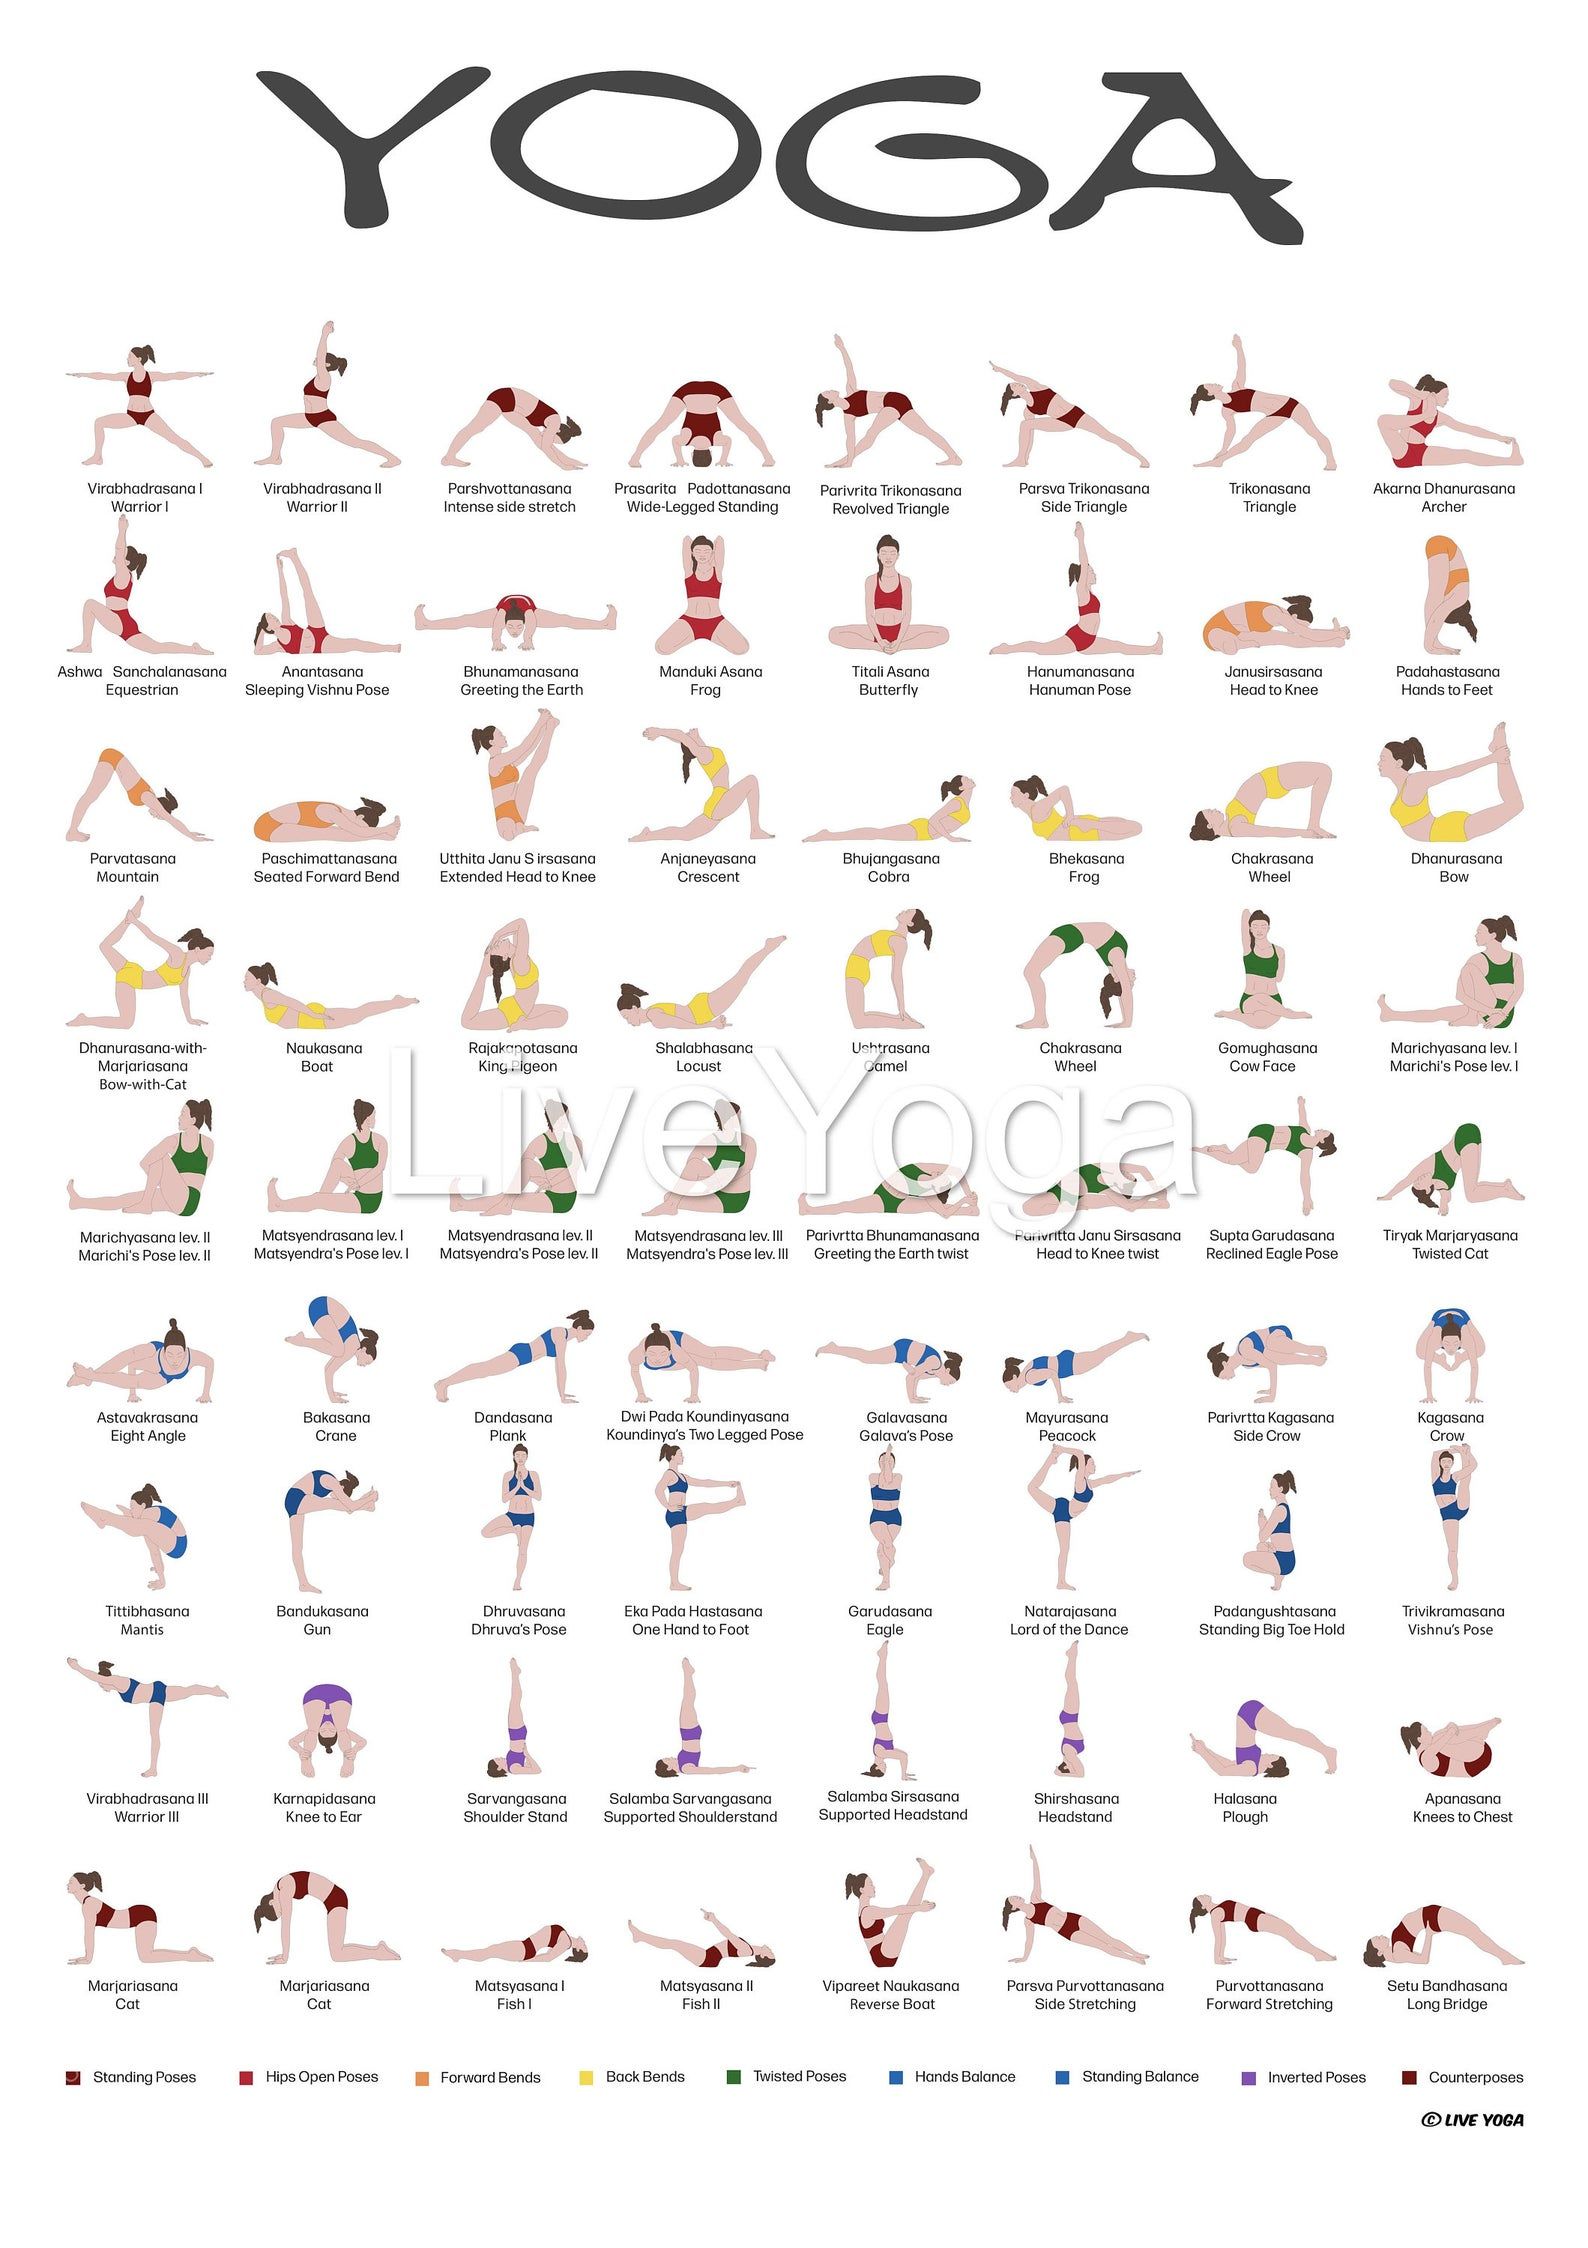 YOGA
Virabhadrasana I
Warrior I
Virabhadrasana II
Warrior II
Parshvottanasana
Intense side stretch
Prasarita Padottanasana
Wide-Legged Standing
Parivrita Trikonasana
Revolved Triangle
Parsva Trikonasana
Side Triangle
Trikonasana
Triangle
Akarna Dhanurasana
Archer
Ashwa Sanchalanasana
Equestrian
Anantasana
Sleeping Vishnu Pose
Bhunamanasana
Greeting the Earth
Manduki Asana
Frog
Titali Asana
Butterfly
Hanumanasana
Hanuman Pose
Janusirsasana
Head to Knee
Padahastasana
Hands to Feet
Parvatasana
Mountain
Paschimattanasana
Seated Forward Bend
Utthita Janu S irsasana
Extended Head to Knee
Anjaneyasana
Crescent
Bhujangasana
Cobra
Bhekasana
Frog
Chakrasana
Wheel
Dhanurasana
Bow
Dhanurasana-with-
Marjariasana
Bow-with-Cat
Naukasana
Boat
Rajakapotasana
King Pigeon
Shalabhasana
Locust
Ushtrasana
Camel
Chakrasana
Wheel
Gomughasana
Cow Face
Marichyasana lev. I
Marichi's Pose lev. I
LiveYoga
Marichyasana lev. II
Marichi's Pose lev. II
Matsyendrasana lev. I
Matsyendra's Pose lev. I
Matsyendrasana lev. II
Matsyendra's Pose lev. II
Matsyendrasana lev. III
Matsyendra's Pose lev. III
Parivrtta Bhunamanasana
Greeting the Earth twist
Parivritta Janu Sirsasana
Head to Knee twist
Supta Garudasana
Reclined Eagle Pose
Tiryak Marjaryasana
Twisted Cat
Astavakrasana
Eight Angle
Bakasana
Crane
Dandasana
Plank
Dwi Pada Koundinyasana
Koundinya's Two Legged Pose
Galavasana
Galava's Pose
Mayurasana
Peacock
Parivrtta Kagasana
Side Crow
Kagasana
Crow
Tittibhasana
Mantis
Bandukasana
Gun
Dhruvasana
Dhruva's Pose
Eka Pada Hastasana
One Hand to Foot
Garudasana
Eagle
Natarajasana
Lord of the Dance
Padangushtasana
Standing Big Toe Hold
Trivikramasana
Vishnu's Pose
Virabhadrasana III
Warrior III
Karnapidasana
Knee to Ear
Sarvangasana
Shoulder Stand
Salamba Sarvangasana
Supported Shoulderstand
Salamba Sirsasana
Supported Headstand
Shirshasana
Headstand
Halasana
Plough
Apanasana
Knees to Chest
Marjariasana
Cat
Marjariasana
Cat
Matsyasana I
Fish I
Matsyasana II
Fish II
Vipareet Naukasana
Reverse Boat
Parsva Purvottanasana
Side Stretching
Purvottanasana
Forward Stretching
Setu Bandhasana
Long Bridge
Standing Poses
Hips Open Poses
Forward Bends
Back Bends
Twisted Poses
Hands Balance
Standing Balance
Inverted Poses
Counterposes
© LIVE YOGA